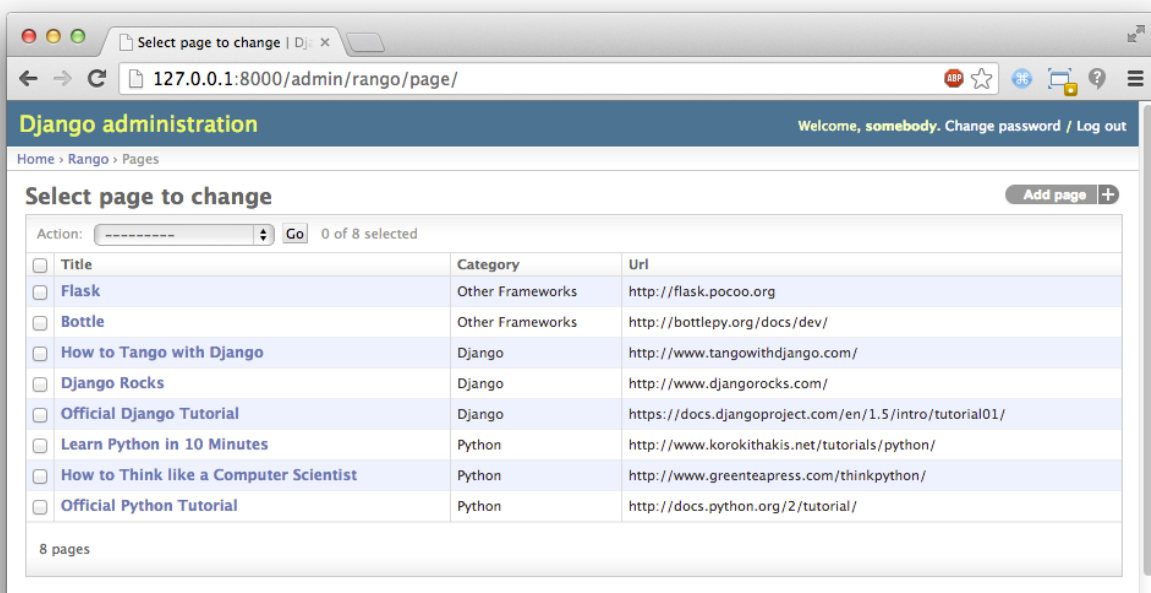 Select page to change | Dja
127.0.0.1:8000/admin/rango/page/
ABP
Django administration
Welcome, somebody. Change password / Log out
Home › Rango › Pages
Select page to change
Add page +
Action: --------- Go 0 of 8 selected
Title Category Url
Flask Other Frameworks http://flask.pocoo.org
Bottle Other Frameworks http://bottlepy.org/docs/dev/
How to Tango with Django Django http://www.tangowithdjango.com/
Django Rocks Django http://www.djangorocks.com/
Official Django Tutorial Django https://docs.djangoproject.com/en/1.5/intro/tutorial01/
Learn Python in 10 Minutes Python http://www.korokithakis.net/tutorials/python/
How to Think like a Computer Scientist Python http://www.greenteapress.com/thinkpython/
Official Python Tutorial Python http://docs.python.org/2/tutorial/
8 pages